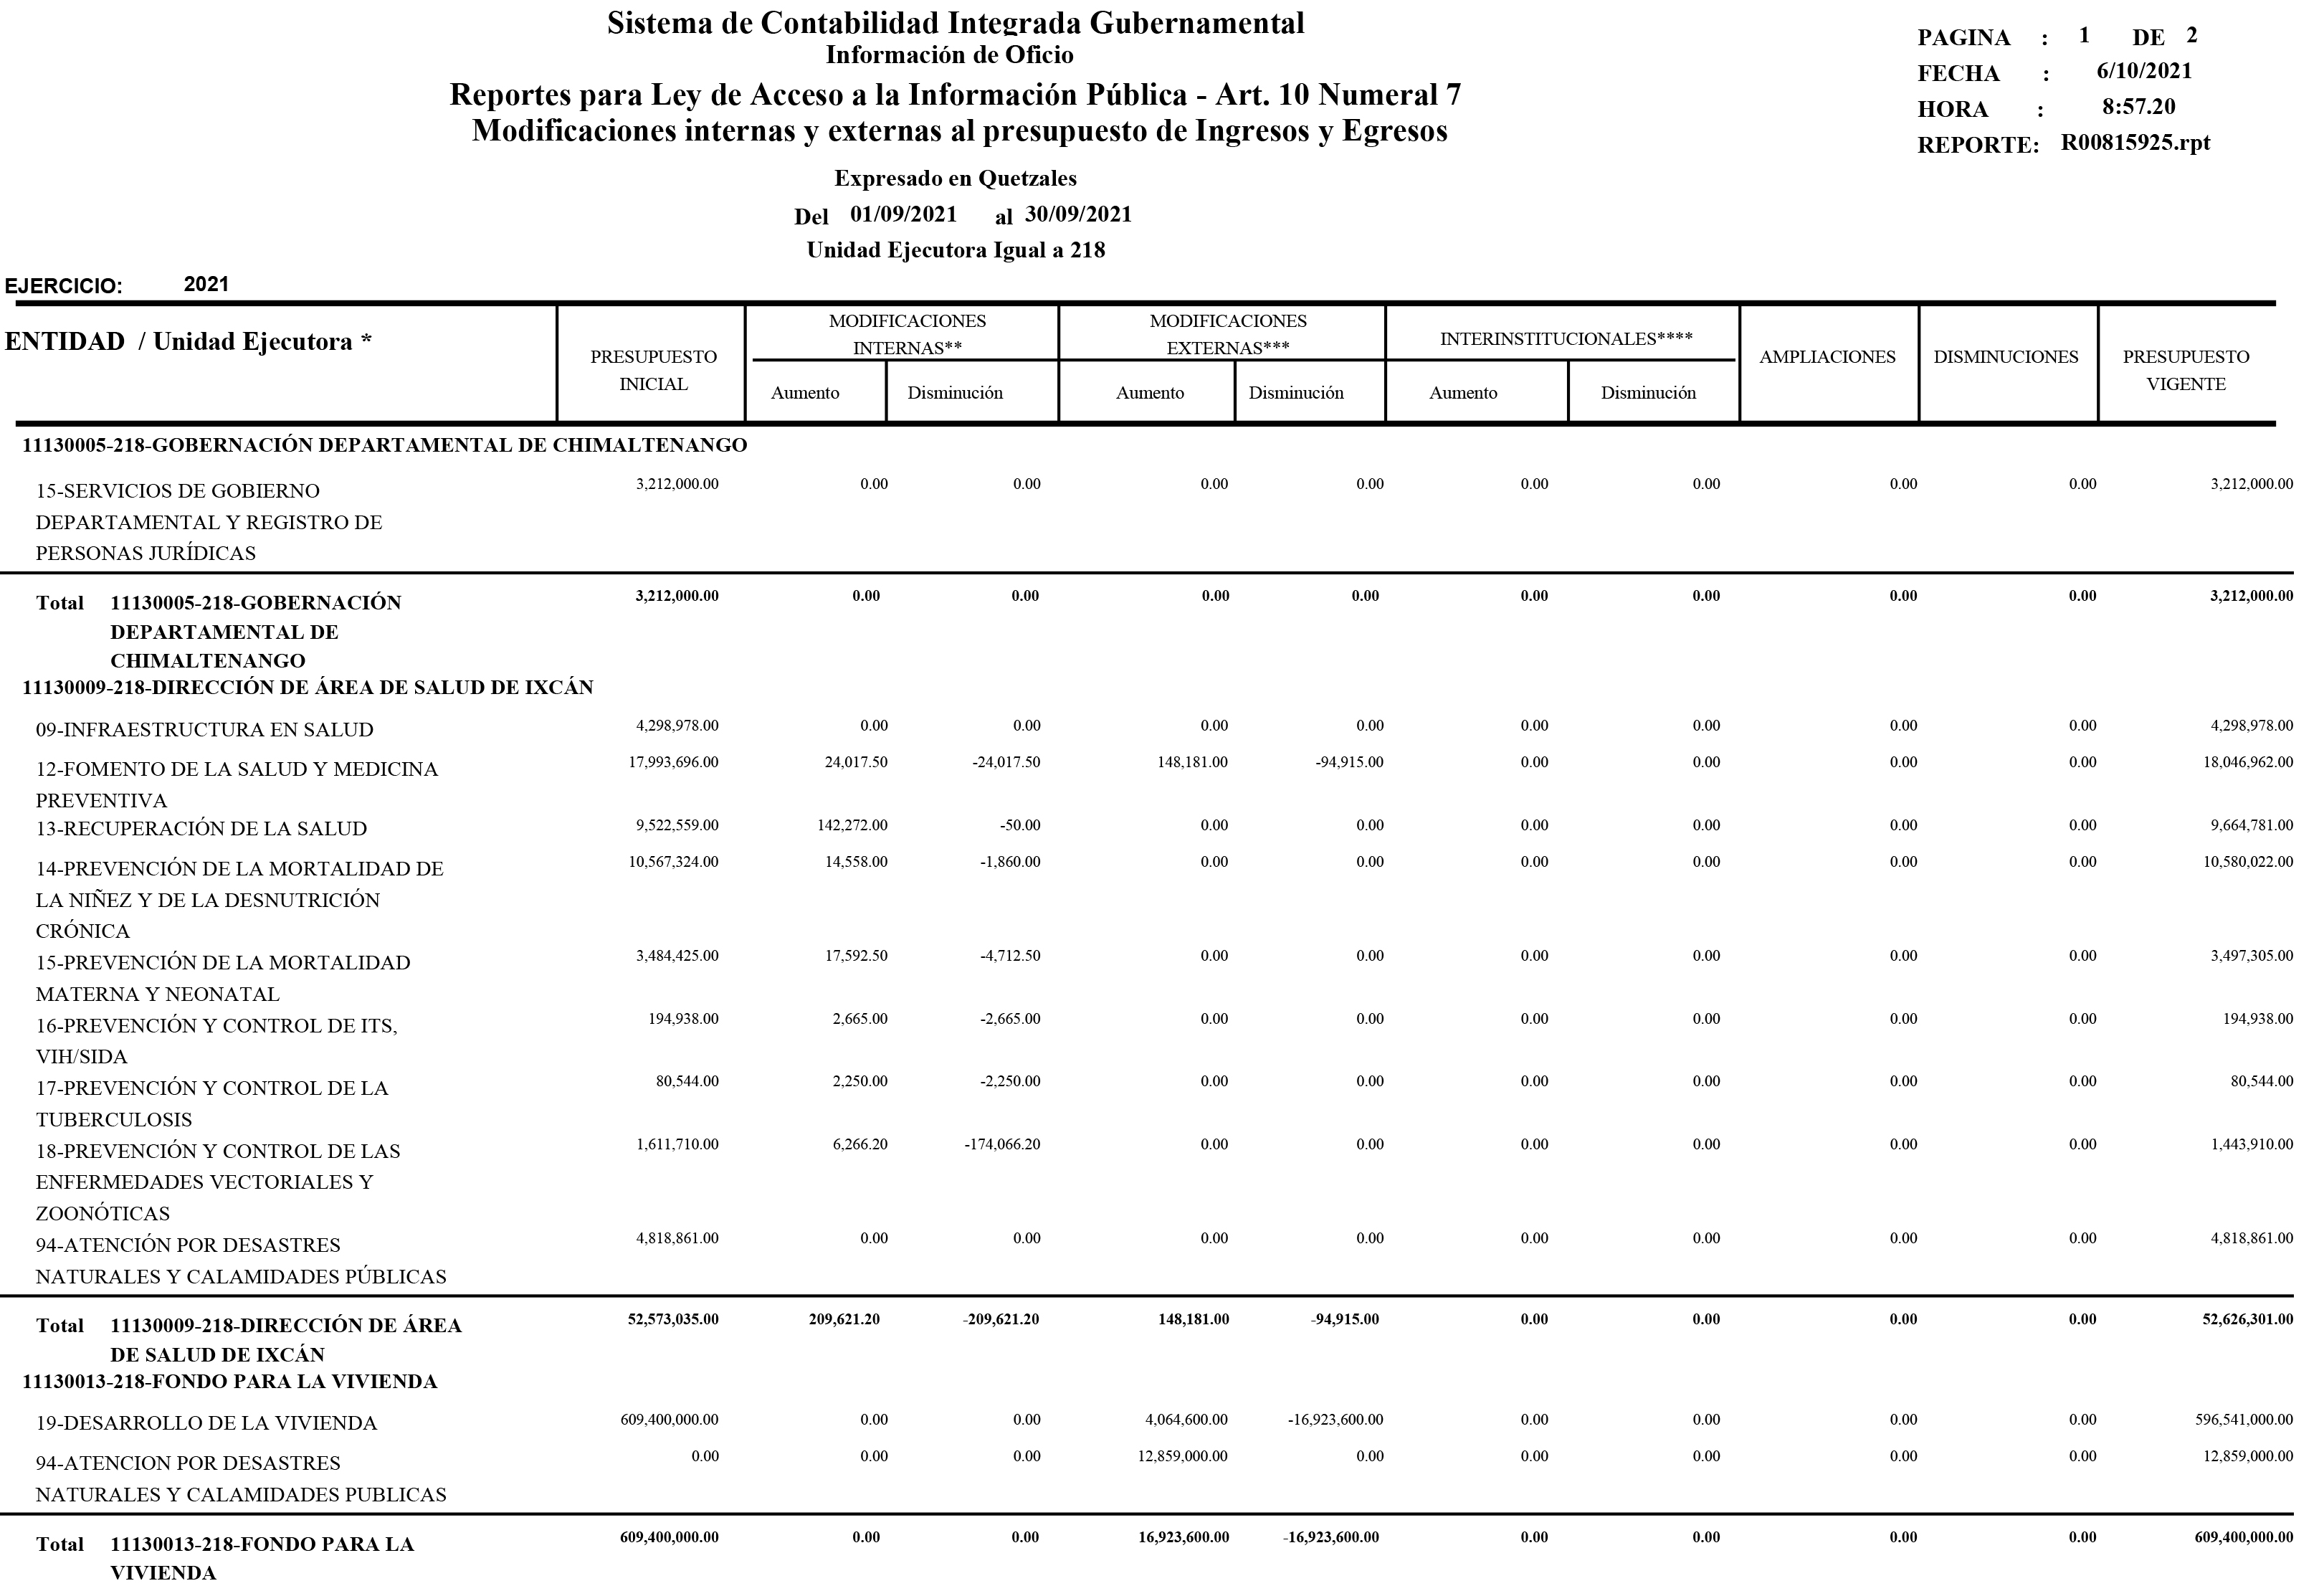 Sistema de Contabilidad Integrada Gubernamental
Información de Oficio
Reportes para Ley de Acceso a la Información Pública - Art. 10 Numeral 7
Modificaciones internas y externas al presupuesto de Ingresos y Egresos
Expresado en Quetzales
Del 01/09/2021 al 30/09/2021
Unidad Ejecutora Igual a 218
PAGINA : 1 DE 2
FECHA : 6/10/2021
HORA : 8:57.20
REPORTE: R00815925.rpt
EJERCICIO: 2021
ENTIDAD / Unidad Ejecutora *
PRESUPUESTO
INICIAL
MODIFICACIONES
INTERNAS**
Aumento Disminución
MODIFICACIONES
EXTERNAS***
Aumento Disminución
INTERINSTITUCIONALES****
Aumento Disminución
AMPLIACIONES
DISMINUCIONES
PRESUPUESTO
VIGENTE
11130005-218-GOBERNACIÓN DEPARTAMENTAL DE CHIMALTENANGO
15-SERVICIOS DE GOBIERNO 3,212,000.00 0.00 0.00 0.00 0.00 0.00 0.00 0.00 0.00 3,212,000.00
DEPARTAMENTAL Y REGISTRO DE
PERSONAS JURÍDICAS
Total 11130005-218-GOBERNACIÓN 3,212,000.00 0.00 0.00 0.00 0.00 0.00 0.00 0.00 0.00 3,212,000.00
DEPARTAMENTAL DE
CHIMALTENANGO
11130009-218-DIRECCIÓN DE ÁREA DE SALUD DE IXCÁN
09-INFRAESTRUCTURA EN SALUD 4,298,978.00 0.00 0.00 0.00 0.00 0.00 0.00 0.00 0.00 4,298,978.00
12-FOMENTO DE LA SALUD Y MEDICINA 17,993,696.00 24,017.50 -24,017.50 148,181.00 -94,915.00 0.00 0.00 0.00 0.00 18,046,962.00
PREVENTIVA
13-RECUPERACIÓN DE LA SALUD 9,522,559.00 142,272.00 -50.00 0.00 0.00 0.00 0.00 0.00 0.00 9,664,781.00
14-PREVENCIÓN DE LA MORTALIDAD DE 10,567,324.00 14,558.00 -1,860.00 0.00 0.00 0.00 0.00 0.00 0.00 10,580,022.00
LA NIÑEZ Y DE LA DESNUTRICIÓN
CRÓNICA
15-PREVENCIÓN DE LA MORTALIDAD 3,484,425.00 17,592.50 -4,712.50 0.00 0.00 0.00 0.00 0.00 0.00 3,497,305.00
MATERNA Y NEONATAL
16-PREVENCIÓN Y CONTROL DE ITS, 194,938.00 2,665.00 -2,665.00 0.00 0.00 0.00 0.00 0.00 0.00 194,938.00
VIH/SIDA
17-PREVENCIÓN Y CONTROL DE LA 80,544.00 2,250.00 -2,250.00 0.00 0.00 0.00 0.00 0.00 0.00 80,544.00
TUBERCULOSIS
18-PREVENCIÓN Y CONTROL DE LAS 1,611,710.00 6,266.20 -174,066.20 0.00 0.00 0.00 0.00 0.00 0.00 1,443,910.00
ENFERMEDADES VECTORIALES Y
ZOONÓTICAS
94-ATENCIÓN POR DESASTRES 4,818,861.00 0.00 0.00 0.00 0.00 0.00 0.00 0.00 0.00 4,818,861.00
NATURALES Y CALAMIDADES PÚBLICAS
Total 11130009-218-DIRECCIÓN DE ÁREA 52,573,035.00 209,621.20 -209,621.20 148,181.00 -94,915.00 0.00 0.00 0.00 0.00 52,626,301.00
DE SALUD DE IXCÁN
11130013-218-FONDO PARA LA VIVIENDA
19-DESARROLLO DE LA VIVIENDA 609,400,000.00 0.00 0.00 4,064,600.00 -16,923,600.00 0.00 0.00 0.00 0.00 596,541,000.00
94-ATENCION POR DESASTRES 0.00 0.00 0.00 12,859,000.00 0.00 0.00 0.00 0.00 0.00 12,859,000.00
NATURALES Y CALAMIDADES PUBLICAS
Total 11130013-218-FONDO PARA LA 609,400,000.00 0.00 0.00 16,923,600.00 -16,923,600.00 0.00 0.00 0.00 0.00 609,400,000.00
VIVIENDA